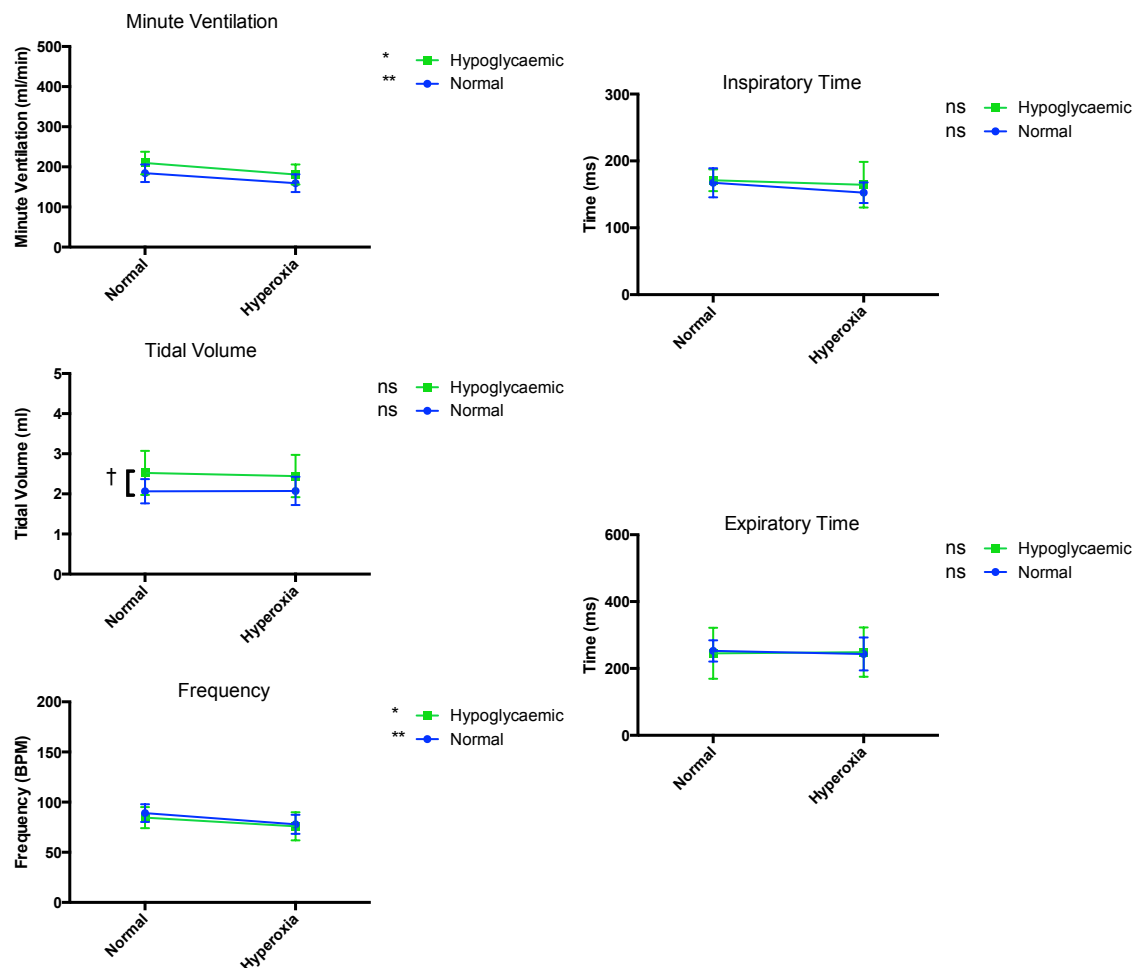 Minute Ventilation
Minute Ventilation (ml/min)
500
400
300
200
100
0
Normal
Hyperoxia
* Hypoglycaemic
** Normal
Tidal Volume
Tidal Volume (ml)
5
4
3
2
1
0
†
Normal
Hyperoxia
ns Hypoglycaemic
ns Normal
Frequency
Frequency (BPM)
200
150
100
50
0
Normal
Hyperoxia
* Hypoglycaemic
** Normal
Inspiratory Time
Time (ms)
300
200
100
0
Normal
Hyperoxia
ns Hypoglycaemic
ns Normal
Expiratory Time
Time (ms)
600
400
200
0
Normal
Hyperoxia
ns Hypoglycaemic
ns Normal